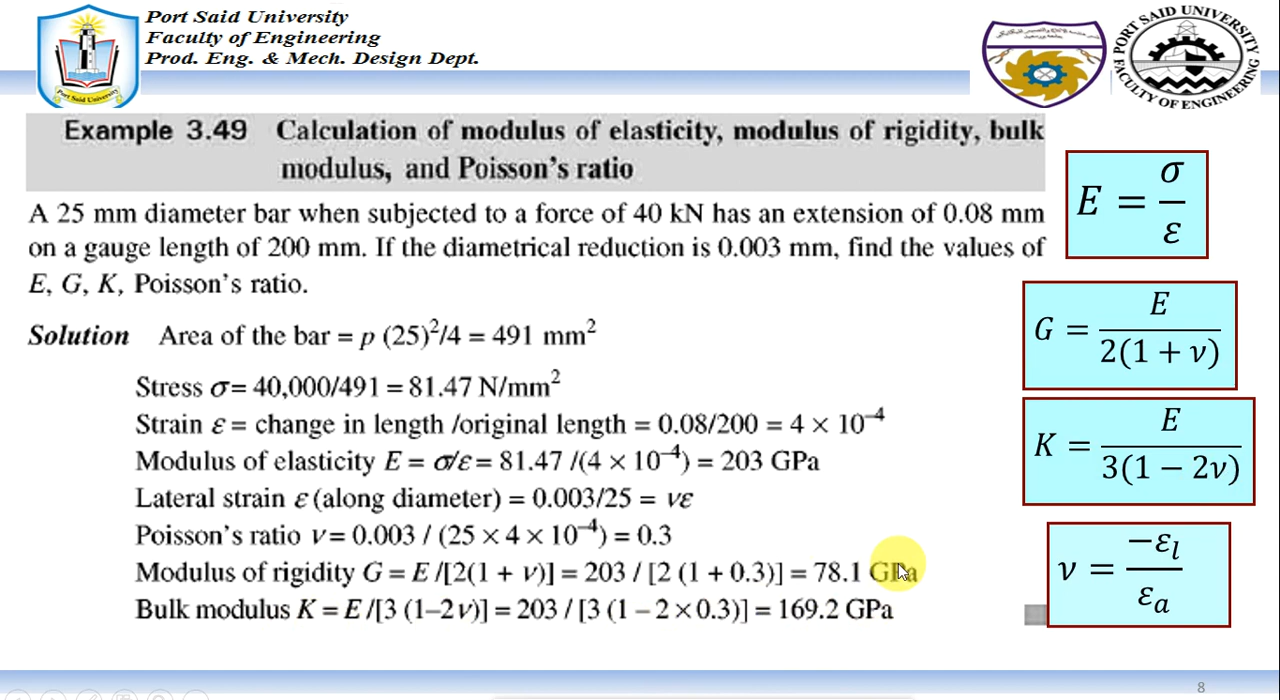 Port Said University
Faculty of Engineering
Prod. Eng. & Mech. Design Dept.
Port Said University
PORT SAID UNIVERSITY
FACULTY OF ENGINEERING
Example 3.49 Calculation of modulus of elasticity, modulus of rigidity, bulk
modulus, and Poisson's ratio
A 25 mm diameter bar when subjected to a force of 40 kN has an extension of 0.08 mm
on a gauge length of 200 mm. If the diametrical reduction is 0.003 mm, find the values of
E, G, K, Poisson's ratio.
Solution Area of the bar = p (25)²/4 = 491 mm²
Stress σ = 40,000/491 = 81.47 N/mm²
Strain ε = change in length /original length = 0.08/200 = 4 × 10⁻⁴
Modulus of elasticity E = σ/ε = 81.47 /(4 × 10⁻⁴) = 203 GPa
Lateral strain ε (along diameter) = 0.003/25 = νε
Poisson's ratio ν = 0.003 / (25 × 4 × 10⁻⁴) = 0.3
Modulus of rigidity G = E /[2(1 + ν)] = 203 / [2 (1 + 0.3)] = 78.1 GPa
Bulk modulus K = E /[3 (1–2ν)] = 203 / [3 (1 – 2 × 0.3)] = 169.2 GPa
E = σ/ε
G = E/2(1 + ν)
K = E/3(1 − 2ν)
ν = −εₗ/εₐ
8